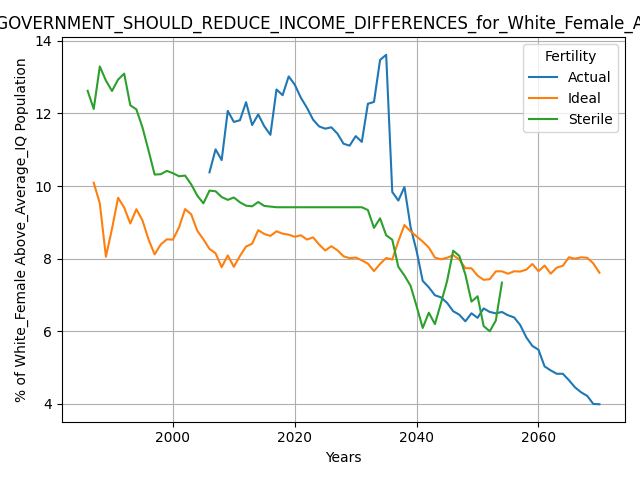 GOVERNMENT_SHOULD_REDUCE_INCOME_DIFFERENCES_for_White_Female_A
% of White_Female Above_Average_IQ Population
14
12
10
8
6
4
Fertility
Actual
Ideal
Sterile
2000 2020 2040 2060
Years